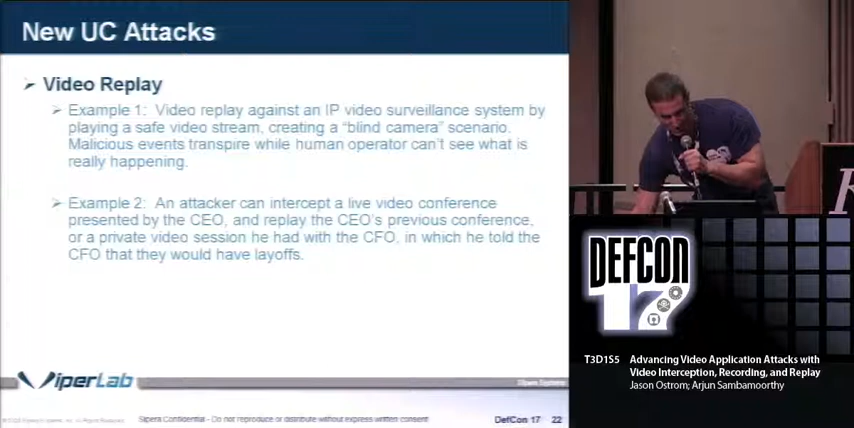 New UC Attacks
Video Replay
Example 1: Video replay against an IP video surveillance system by
playing a safe video stream, creating a “blind camera” scenario.
Malicious events transpire while human operator can't see what is
really happening.
Example 2: An attacker can intercept a live video conference
presented by the CEO, and replay the CEO's previous conference,
or a private video session he had with the CFO, in which he told the
CFO that they would have layoffs.
ViperLab
Sipera Systems
Sipera Confidential - Do not reproduce or distribute without express written consent
DefCon 17 22
R
DEFCON
17
T3D1S5 Advancing Video Application Attacks with
Video Interception, Recording, and Replay
Jason Ostrom; Arjun Sambamoorthy